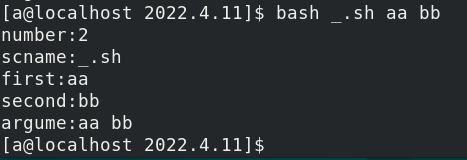 [a@localhost 2022.4.11]$ bash _.sh aa bb
number:2
scname:_.sh
first:aa
second:bb
argume:aa bb
[a@localhost 2022.4.11]$